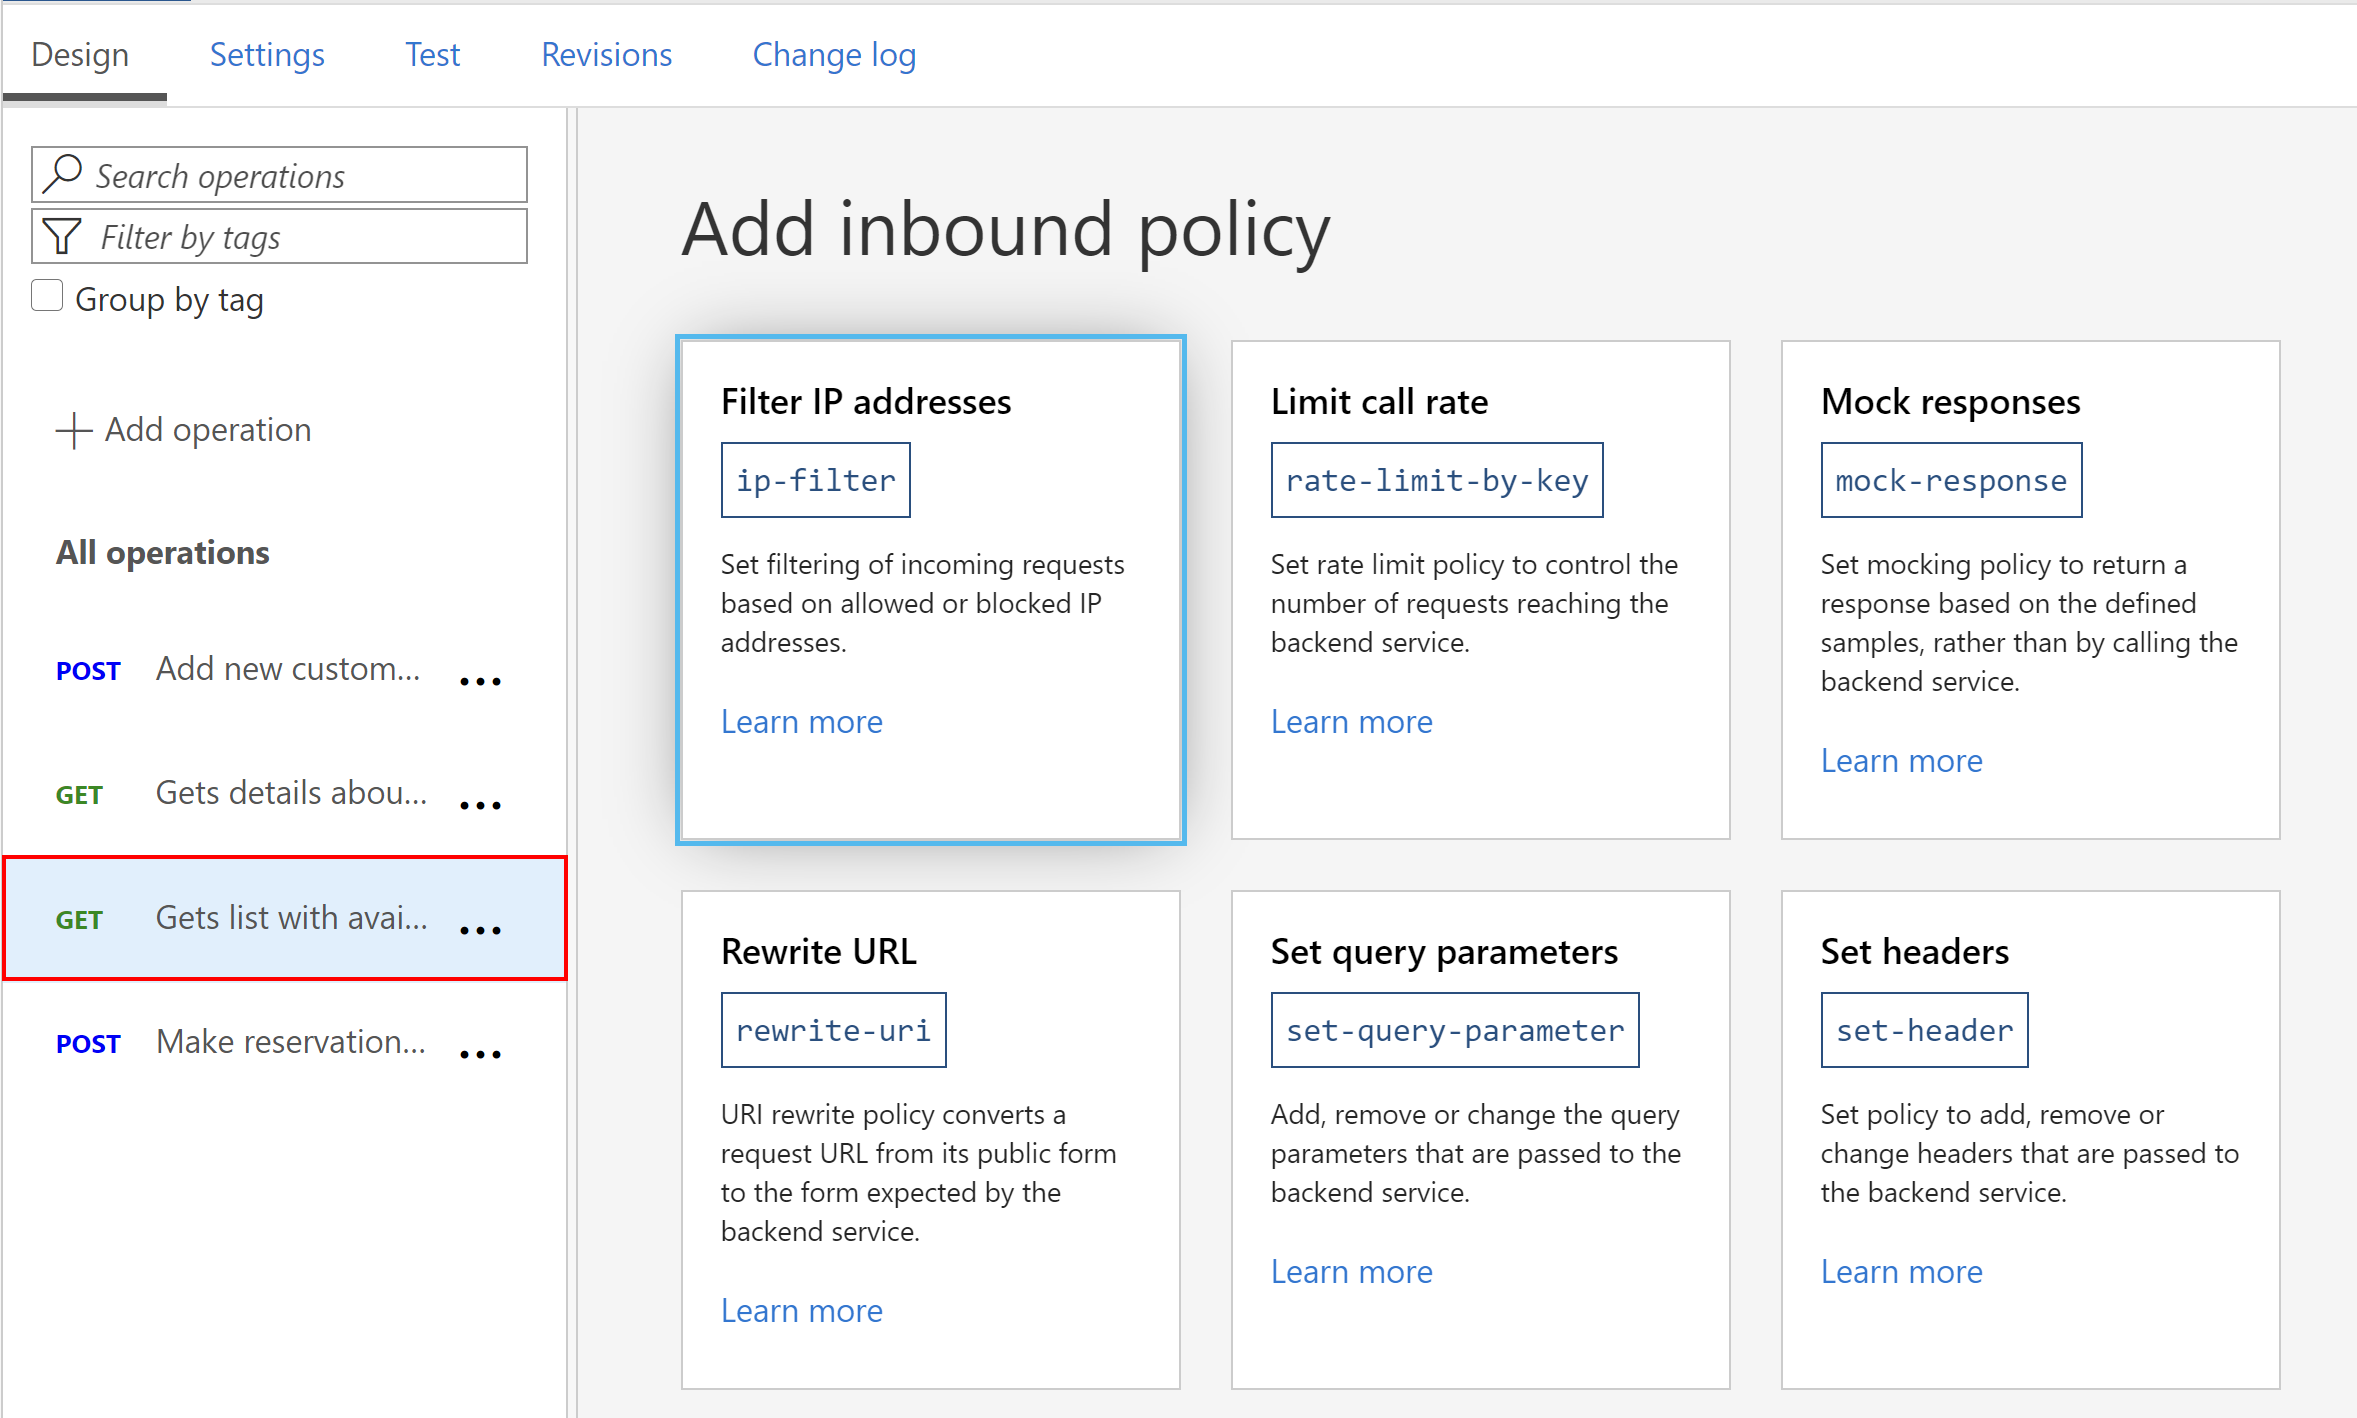 Design Settings Test Revisions Change log
Search operations
Filter by tags
Group by tag
Add operation
All operations
POST Add new custom... ...
GET Gets details abou... ...
GET Gets list with avai... ...
POST Make reservation... ...
Add inbound policy
Filter IP addresses
ip-filter
Set filtering of incoming requests
based on allowed or blocked IP
addresses.
Learn more
Limit call rate
rate-limit-by-key
Set rate limit policy to control the
number of requests reaching the
backend service.
Learn more
Mock responses
mock-response
Set mocking policy to return a
response based on the defined
samples, rather than by calling the
backend service.
Learn more
Rewrite URL
rewrite-uri
URI rewrite policy converts a
request URL from its public form
to the form expected by the
backend service.
Learn more
Set query parameters
set-query-parameter
Add, remove or change the query
parameters that are passed to the
backend service.
Learn more
Set headers
set-header
Set policy to add, remove or
change headers that are passed to
the backend service.
Learn more